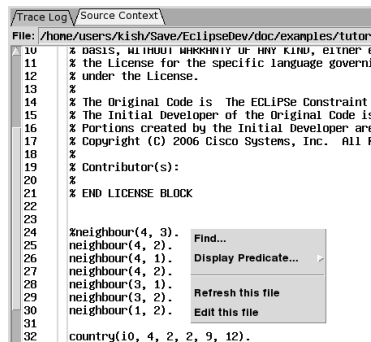 Trace Log Source Context
File: /home/users/kish/Save/EclipseDev/doc/examples/tutor
10 % basis, WITHOUT WARRANTY OF ANY KIND, either e
11 % the License for the specific language governi
12 % under the License.
13 %
14 % The Original Code is The ECLiPSe Constraint
15 % The Initial Developer of the Original Code is
16 % Portions created by the Initial Developer are
17 % Copyright (C) 2006 Cisco Systems, Inc. All R
18 %
19 % Contributor(s):
20 %
21 % END LICENSE BLOCK
22
23
24 %neighbour(4, 3).
25 neighbour(4, 2).
26 neighbour(4, 1).
27 neighbour(4, 2).
28 neighbour(3, 1).
29 neighbour(3, 2).
30 neighbour(1, 2).
31
32 country(i0, 4, 2, 2, 9, 12).
Find...
Display Predicate...
Refresh this file
Edit this file